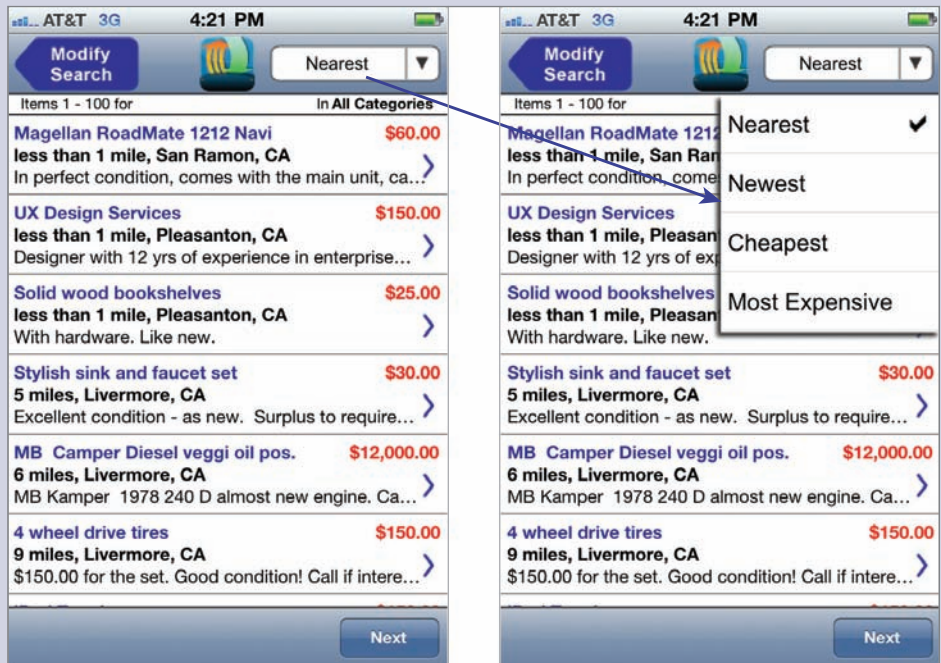 AT&T 3G 4:21 PM
Modify
Search
Nearest ▼
Items 1 - 100 for In All Categories
Magellan RoadMate 1212 Navi $60.00
less than 1 mile, San Ramon, CA
In perfect condition, comes with the main unit, ca...
UX Design Services $150.00
less than 1 mile, Pleasanton, CA
Designer with 12 yrs of experience in enterprise...
Solid wood bookshelves $25.00
less than 1 mile, Pleasanton, CA
With hardware. Like new.
Stylish sink and faucet set $30.00
5 miles, Livermore, CA
Excellent condition - as new. Surplus to require...
MB Camper Diesel veggi oil pos. $12,000.00
6 miles, Livermore, CA
MB Kamper 1978 240 D almost new engine. Ca...
4 wheel drive tires $150.00
9 miles, Livermore, CA
$150.00 for the set. Good condition! Call if intere...
Next
AT&T 3G 4:21 PM
Modify
Search
Nearest ▼
Items 1 - 100 for
Nearest ✔
Newest
Cheapest
Most Expensive
Magellan RoadMate 1212
less than 1 mile, San Ran
In perfect condition, come
UX Design Services
less than 1 mile, Pleasan
Designer with 12 yrs of exp
Solid wood bookshelves
less than 1 mile, Pleasant
With hardware. Like new.
Stylish sink and faucet set $30.00
5 miles, Livermore, CA
Excellent condition - as new. Surplus to require...
MB Camper Diesel veggi oil pos. $12,000.00
6 miles, Livermore, CA
MB Kamper 1978 240 D almost new engine. Ca...
4 wheel drive tires $150.00
9 miles, Livermore, CA
$150.00 for the set. Good condition! Call if intere...
Next